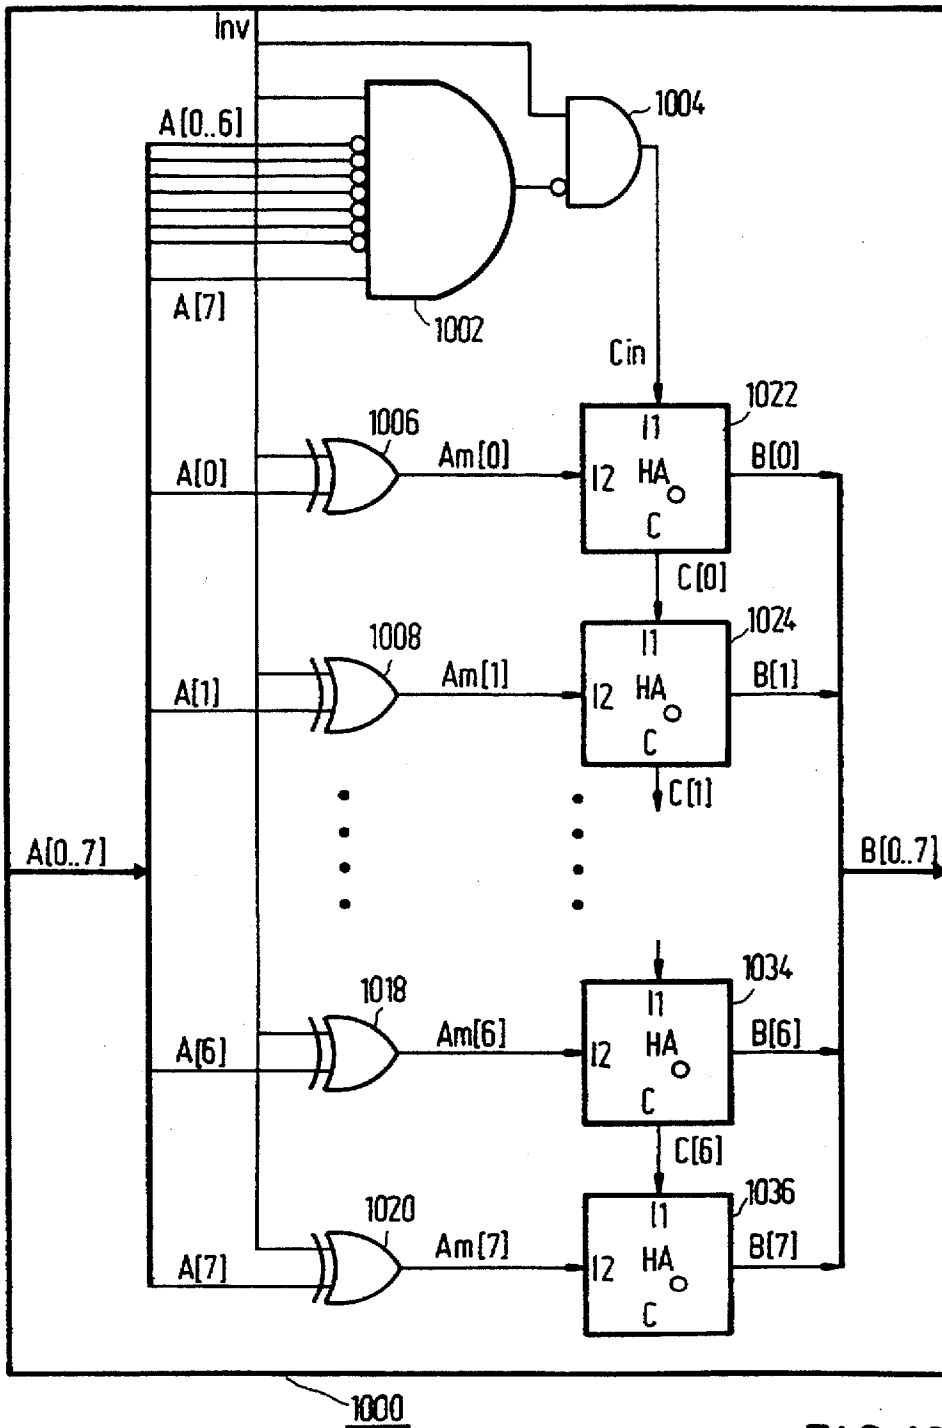 Inv
1004
A[0..6]
A[7]
1002
Cin
1022
1006
I1
A[0]
Am[0]
I2
HA
O
B[0]
C
C[0]
1024
1008
I1
A[1]
Am[1]
I2
HA
O
B[1]
C
C[1]
A[0..7]
B[0..7]
1034
1018
I1
A[6]
Am[6]
I2
HA
O
B[6]
C
C[6]
1036
1020
I1
A[7]
Am[7]
I2
HA
O
B[7]
C
1000